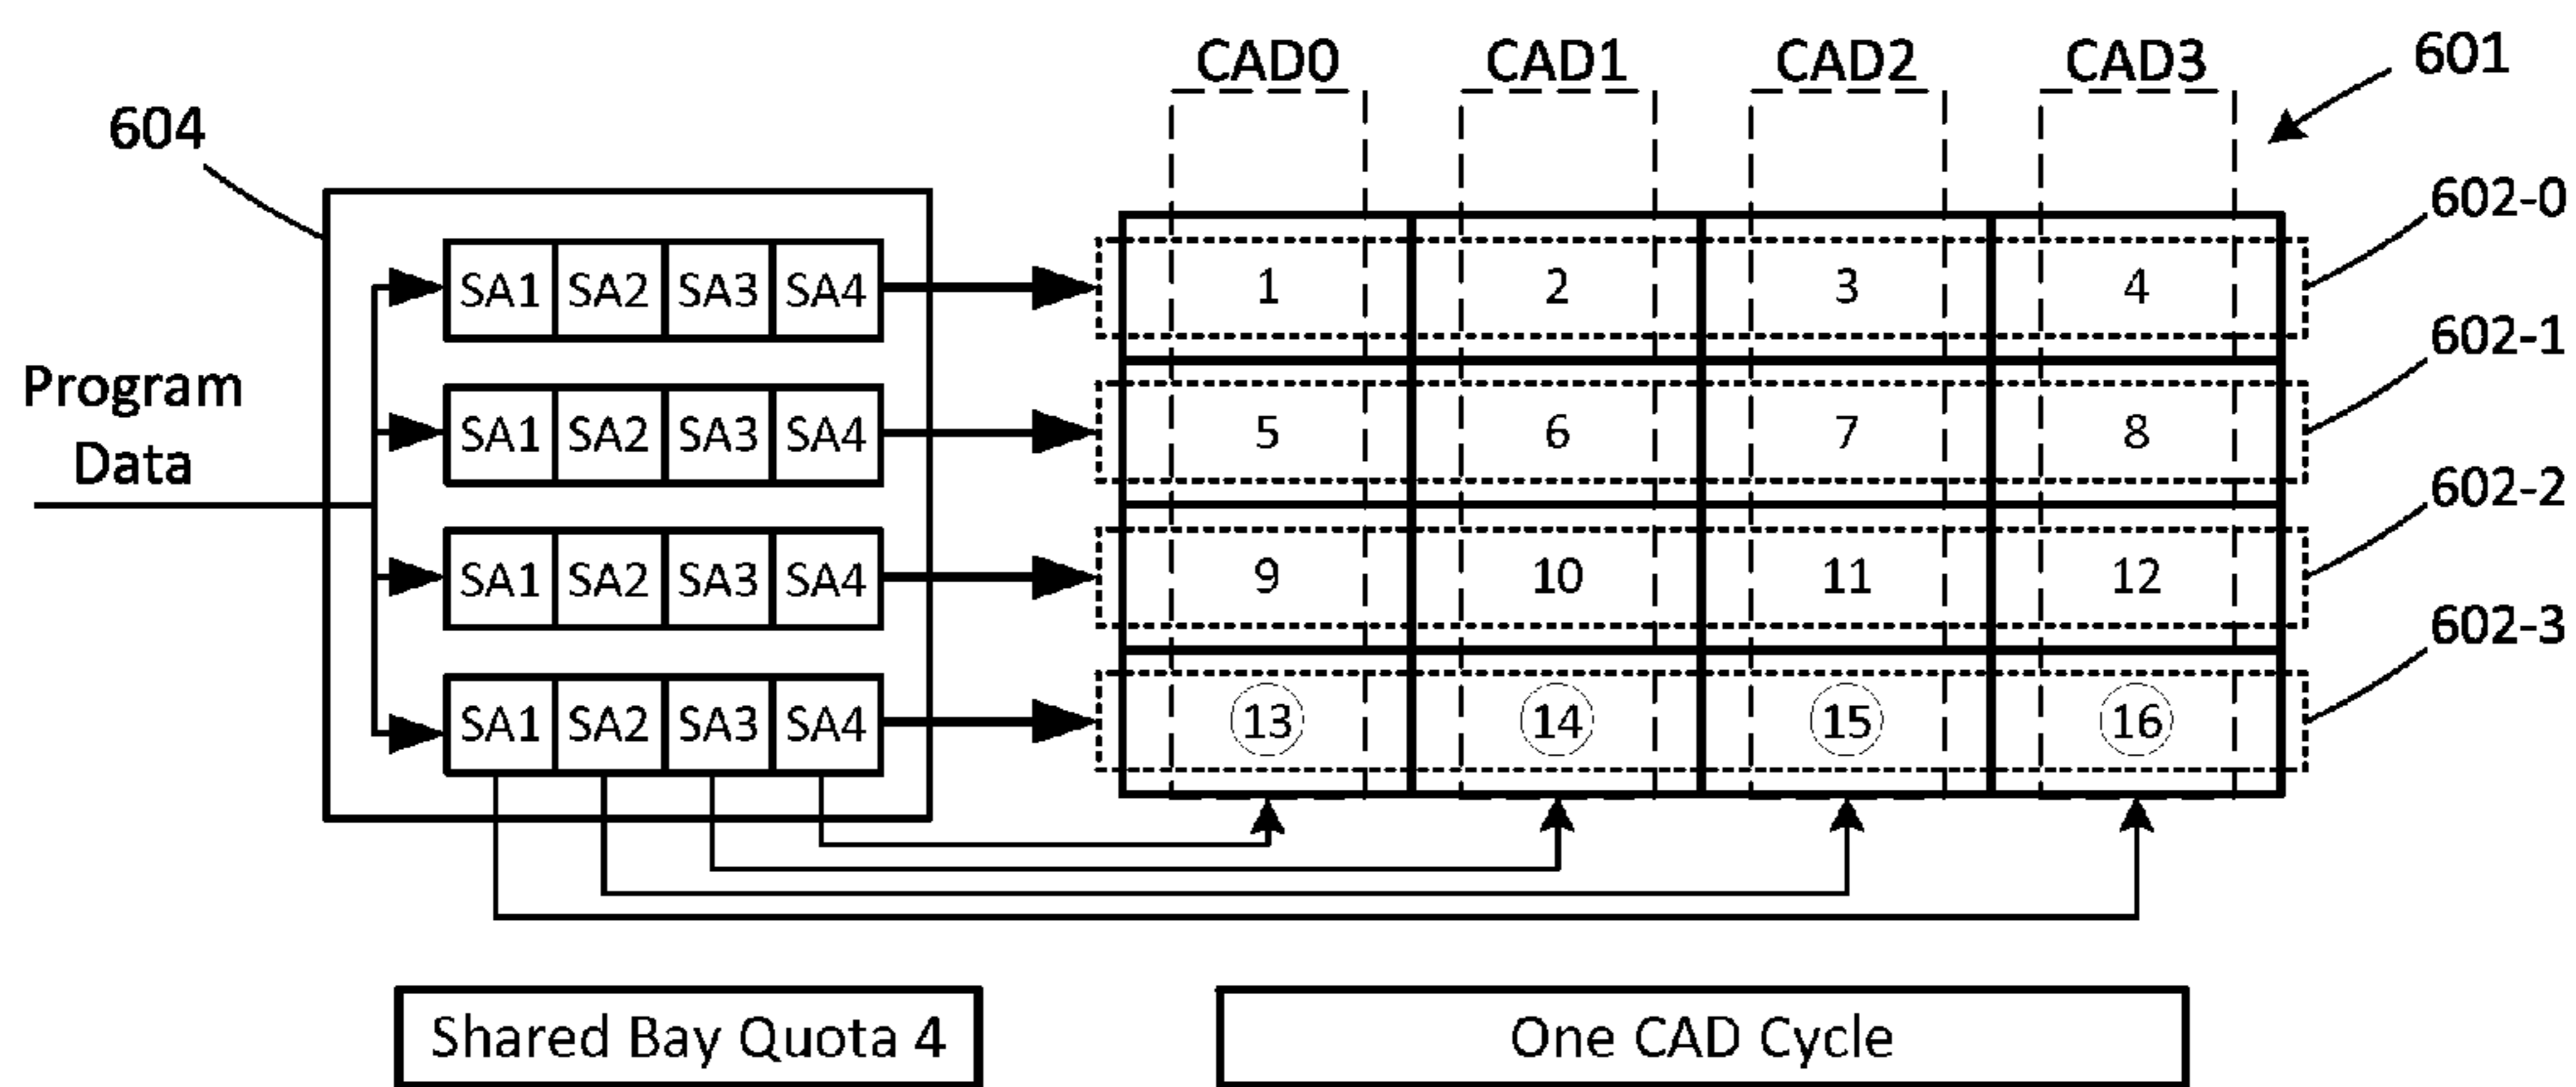 CAD0 CAD1 CAD2 CAD3 601
604
602-0
SA1 SA2 SA3 SA4 1 2 3 4
602-1
Program
Data
SA1 SA2 SA3 SA4 5 6 7 8
602-2
SA1 SA2 SA3 SA4 9 10 11 12
602-3
SA1 SA2 SA3 SA4 13 14 15 16
Shared Bay Quota 4
One CAD Cycle